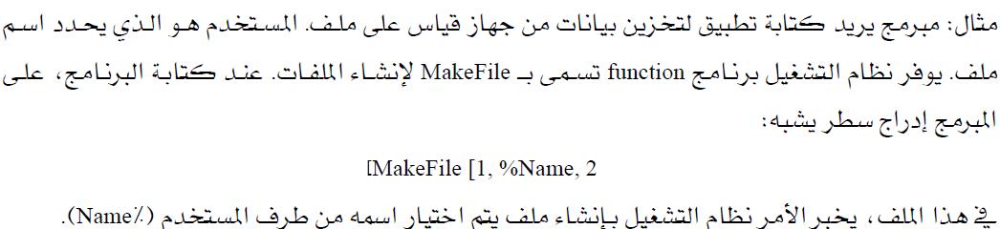 مثال: مبرمج يريد كتابة تطبيق لتخزين بيانات من جهاز قياس على ملف. المستخدم هو الذي يحدد اسم
ملف. يوفر نظام التشغيل برنامج function تسمى بـ MakeFile لإنشاء الملفات. عند كتابة البرنامج، على
المبرمج إدراج سطر يشبه:
[MakeFile [1, %Name, 2
في هذا الملف، يخبر الأمر نظام التشغيل بإنشاء ملف يتم اختيار اسمه من طرف المستخدم (Name٪).